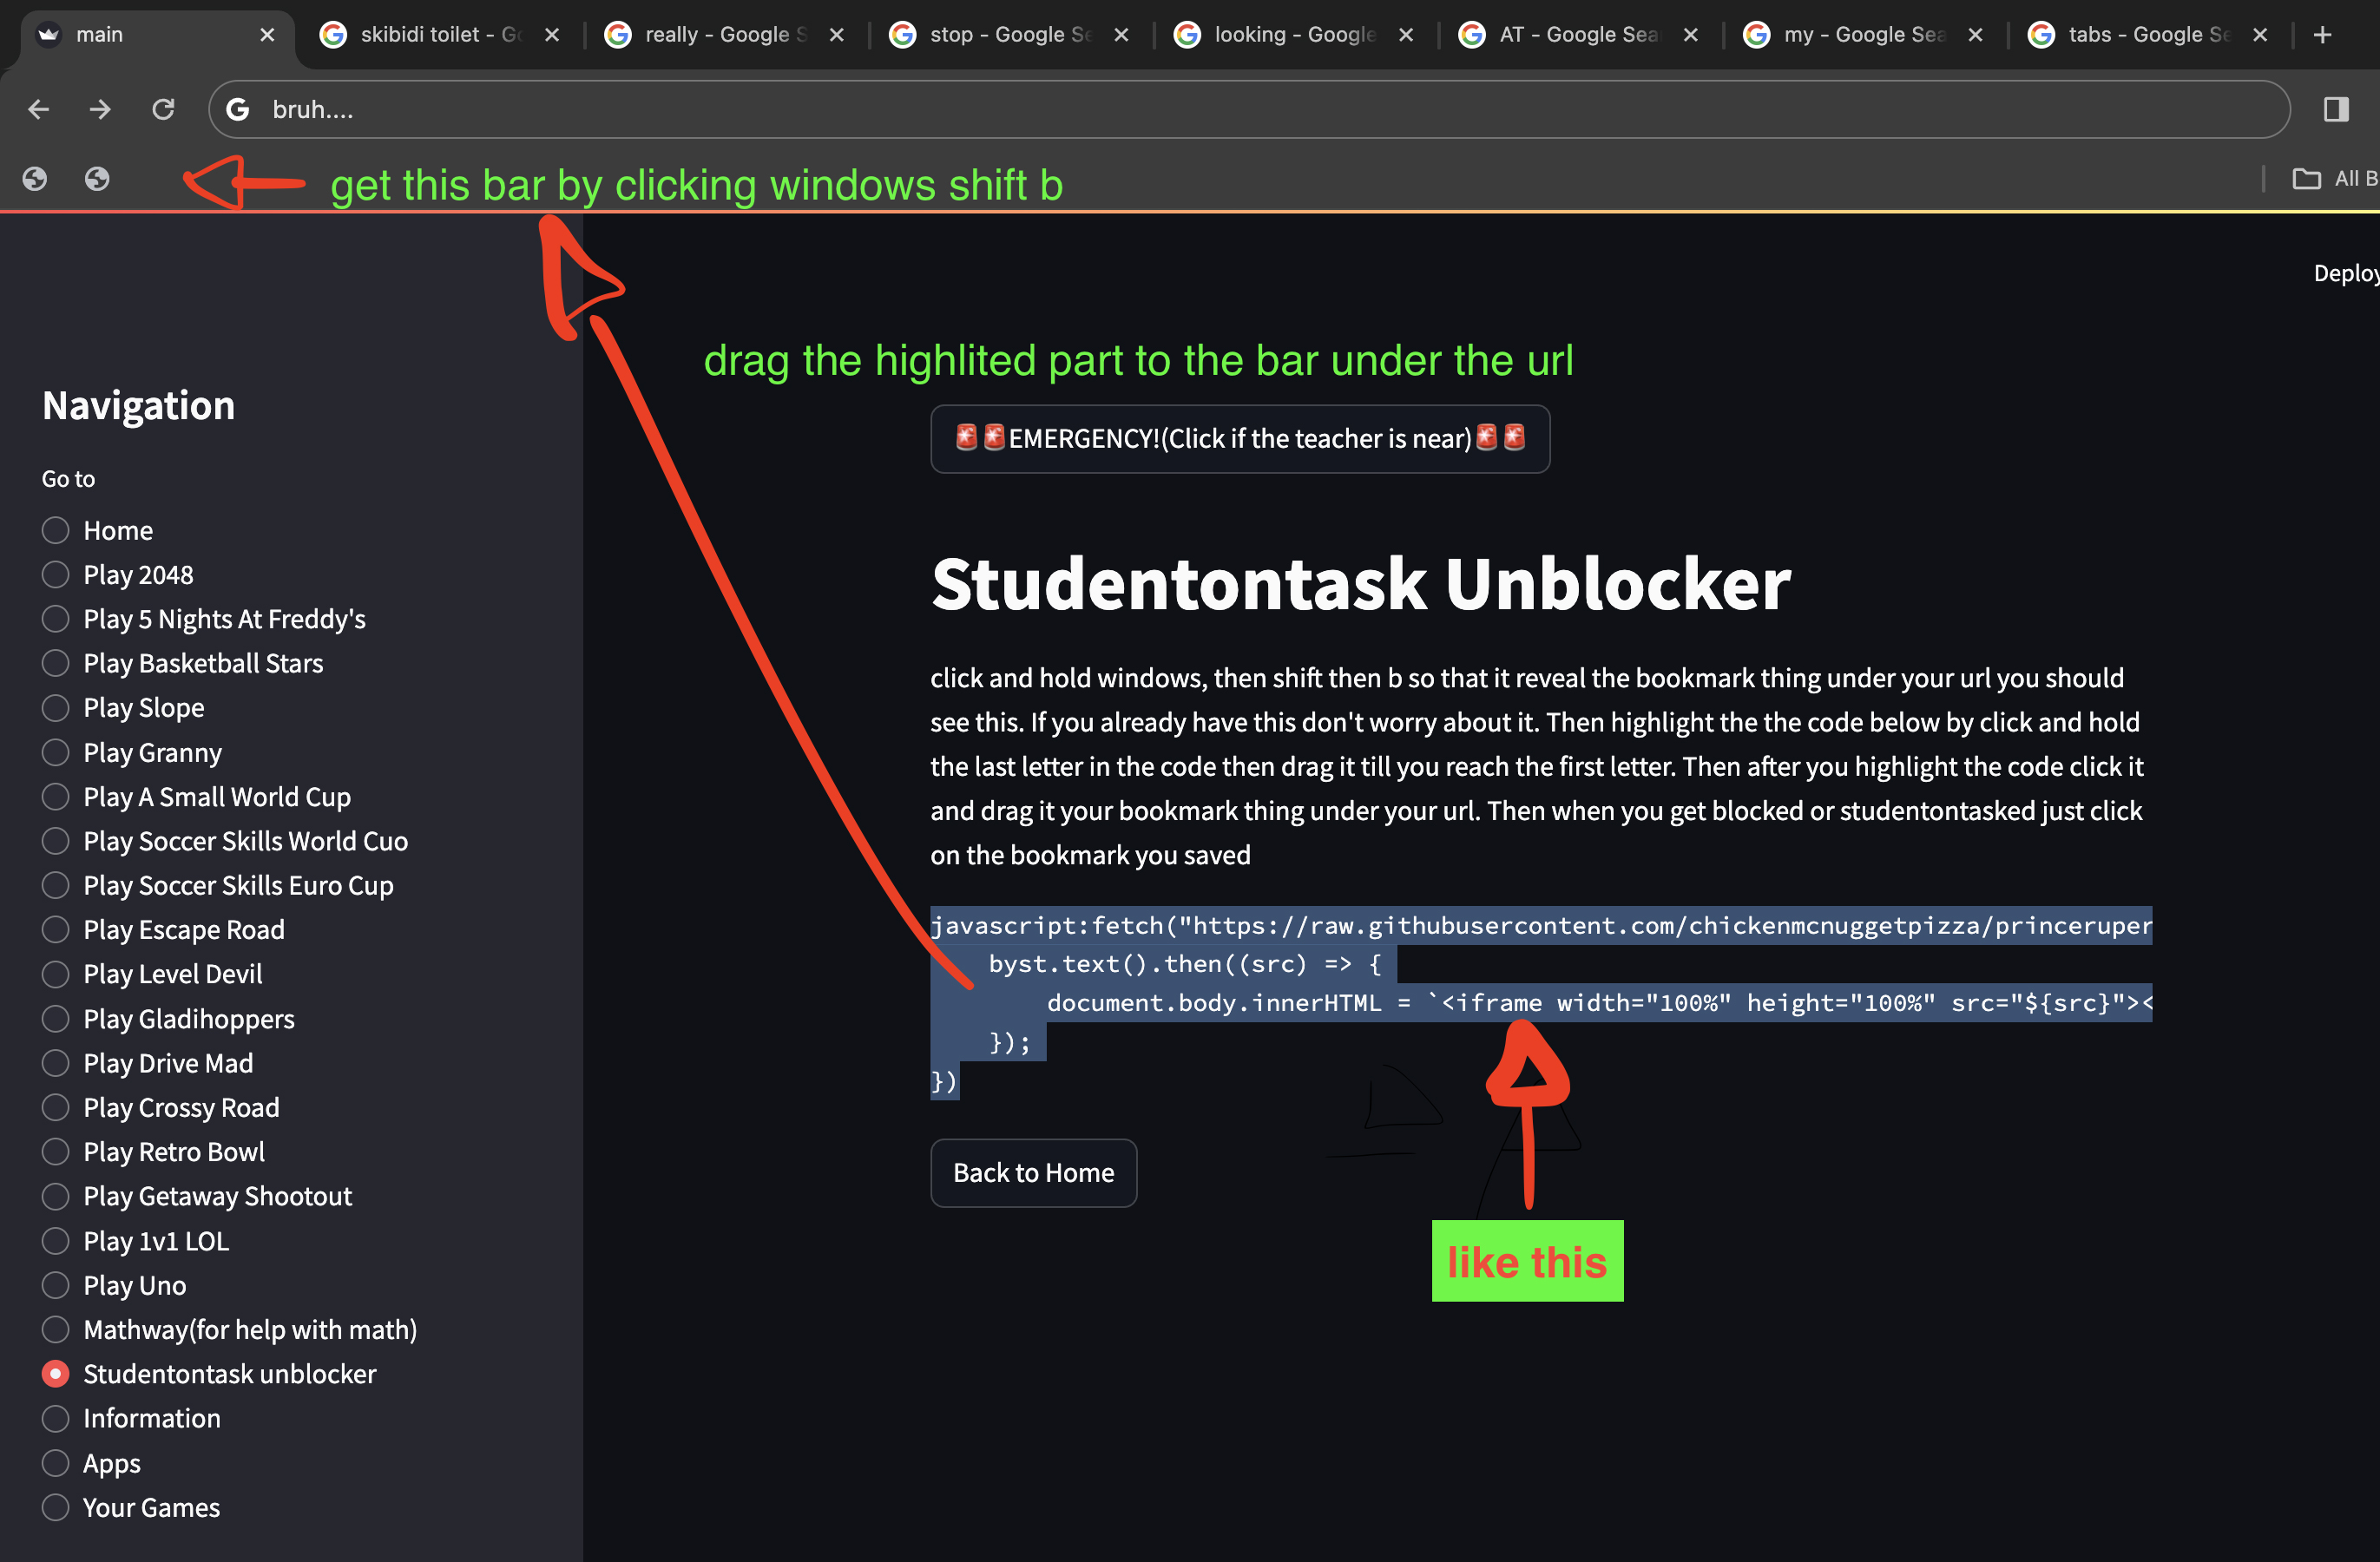 main
skibidi toilet - Go
really - Google S
stop - Google Se
looking - Google
AT - Google Sea
my - Google Sea
tabs - Google Se
bruh....
get this bar by clicking windows shift b
All B
Deploy
drag the highlited part to the bar under the url
Navigation
Go to
Home
Play 2048
Play 5 Nights At Freddy's
Play Basketball Stars
Play Slope
Play Granny
Play A Small World Cup
Play Soccer Skills World Cuo
Play Soccer Skills Euro Cup
Play Escape Road
Play Level Devil
Play Gladihoppers
Play Drive Mad
Play Crossy Road
Play Retro Bowl
Play Getaway Shootout
Play 1v1 LOL
Play Uno
Mathway(for help with math)
Studentontask unblocker
Information
Apps
Your Games
🚨🚨EMERGENCY!(Click if the teacher is near)🚨🚨
Studentontask Unblocker
click and hold windows, then shift then b so that it reveal the bookmark thing under your url you should
see this. If you already have this don't worry about it. Then highlight the the code below by click and hold
the last letter in the code then drag it till you reach the first letter. Then after you highlight the code click it
and drag it your bookmark thing under your url. Then when you get blocked or studentontasked just click
on the bookmark you saved
javascript:fetch("https://raw.githubusercontent.com/chickenmcnuggetpizza/princeruper
byst.text().then((src) => {
document.body.innerHTML = `<iframe width="100%" height="100%" src="${src}"><
});
})
Back to Home
like this